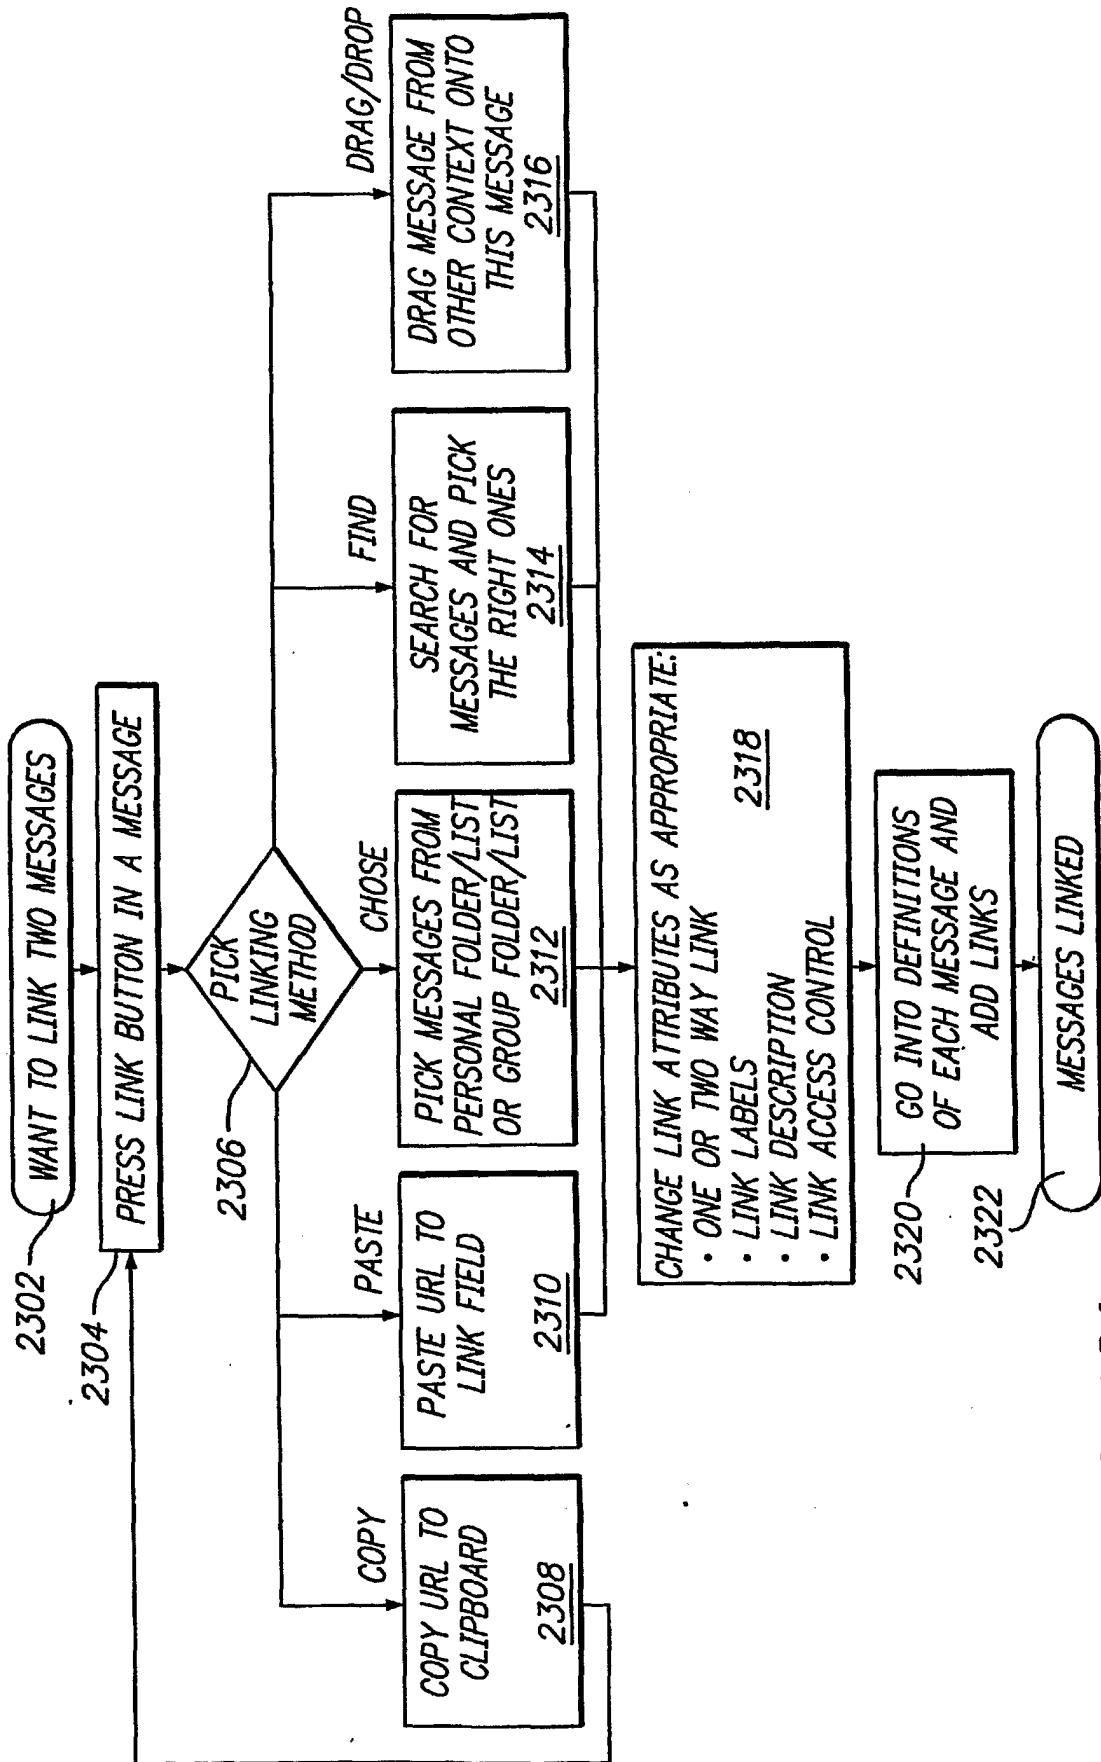 WANT TO LINK TWO MESSAGES
2302
PRESS LINK BUTTON IN A MESSAGE
2304
PICK
LINKING
METHOD
2306
COPY
PASTE
CHOSE
FIND
DRAG/DROP
COPY URL TO
CLIPBOARD
2308
PASTE URL TO
LINK FIELD
2310
PICK MESSAGES FROM
PERSONAL FOLDER/LIST
OR GROUP FOLDER/LIST
2312
SEARCH FOR
MESSAGES AND PICK
THE RIGHT ONES
2314
DRAG MESSAGE FROM
OTHER CONTEXT ONTO
THIS MESSAGE
2316
CHANGE LINK ATTRIBUTES AS APPROPRIATE:
• ONE OR TWO WAY LINK
• LINK LABELS
• LINK DESCRIPTION
• LINK ACCESS CONTROL
2318
GO INTO DEFINITIONS
OF EACH MESSAGE AND
ADD LINKS
2320
MESSAGES LINKED
2322